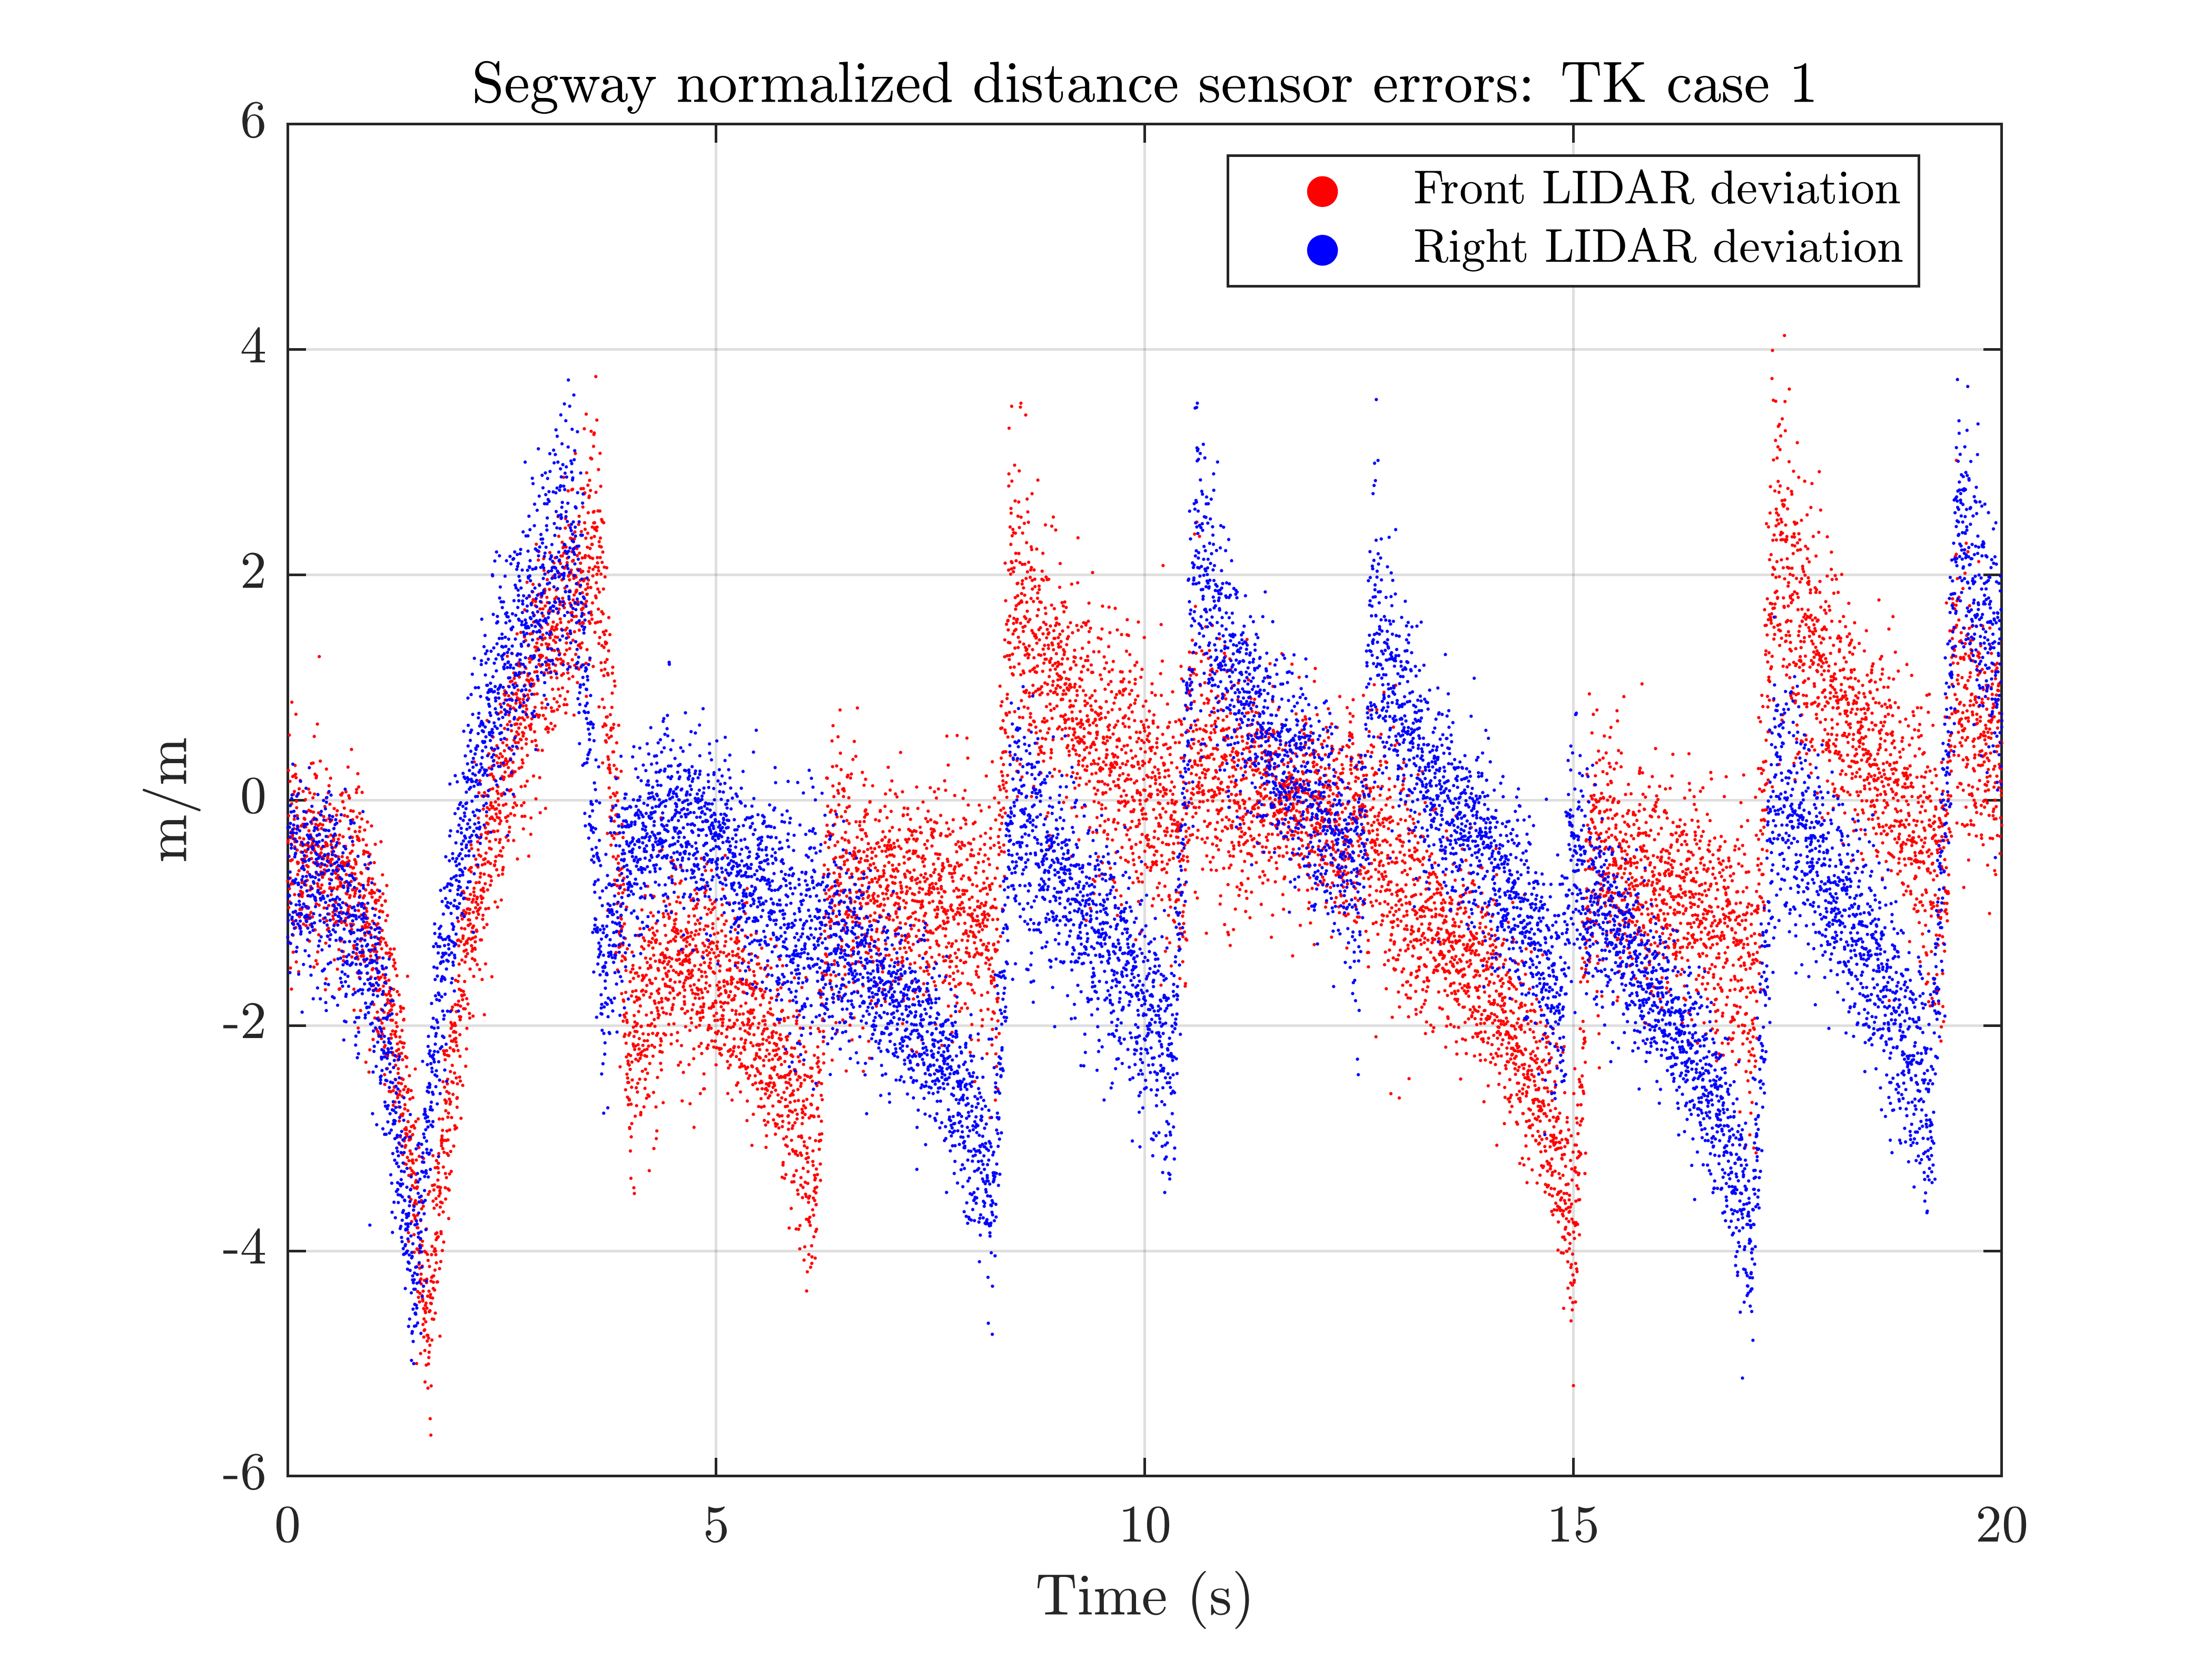 Segway normalized distance sensor errors: TK case 1
Front LIDAR deviation
Right LIDAR deviation
m/m
6
4
2
0
-2
-4
-6
0 5 10 15 20
Time (s)